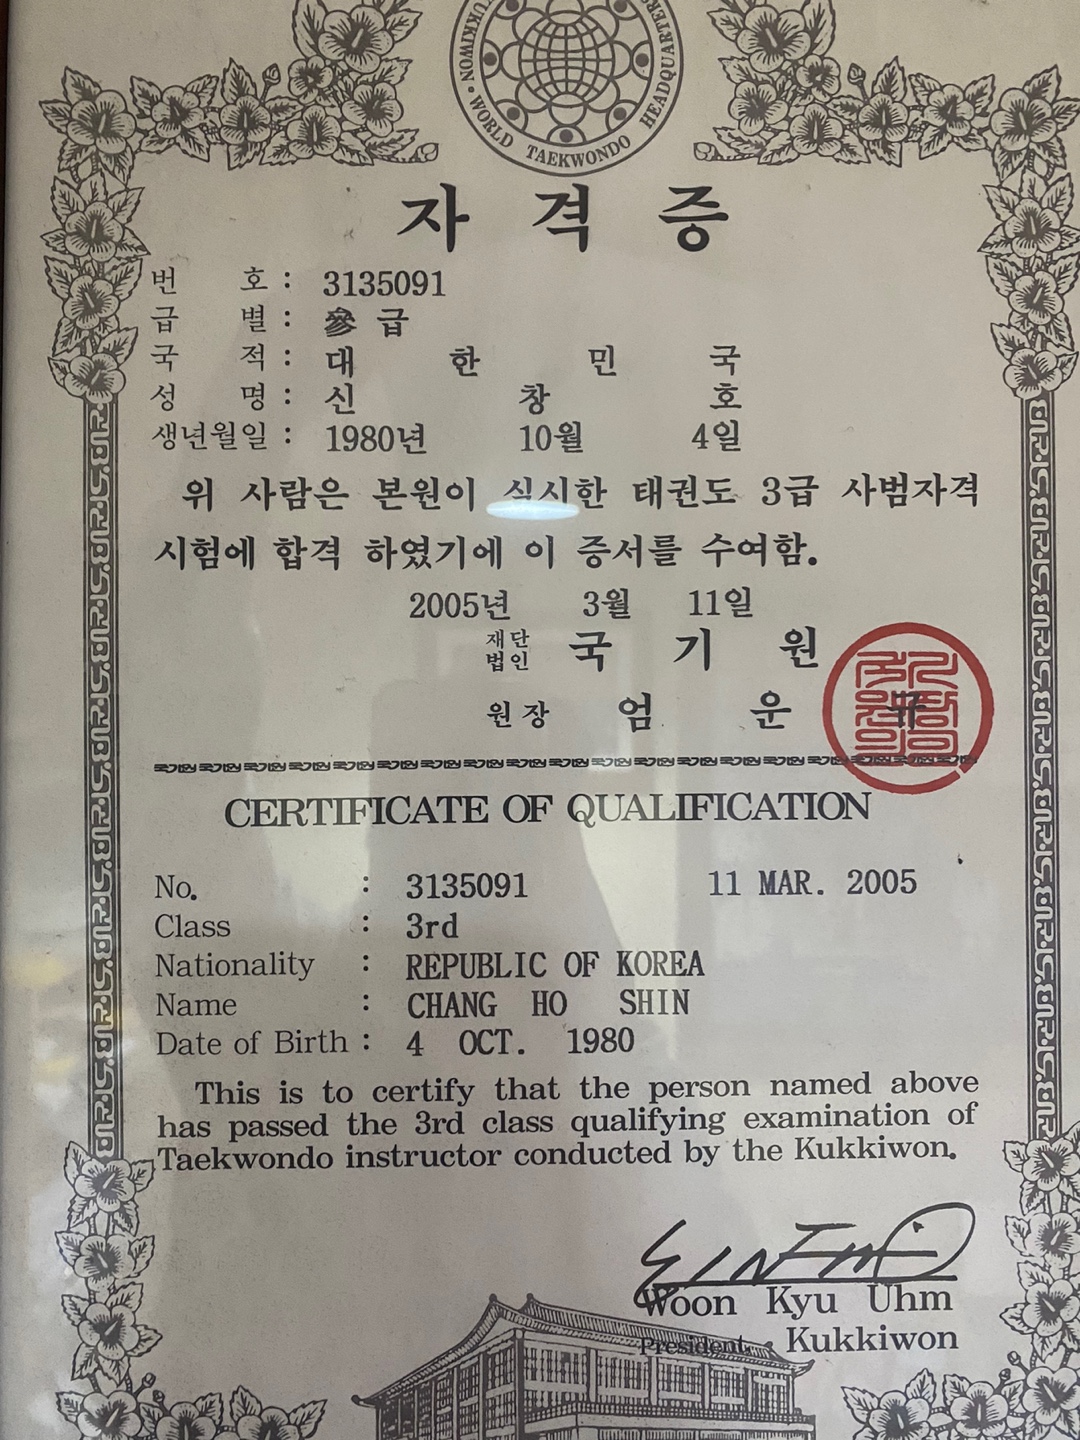 KUKKIWON • WORLD TAEKWONDO HEADQUARTERS
자격증
번호 : 3135091
급별 : 參급
국적 : 대한민국
성명 : 신창호
생년월일 : 1980년 10월 4일
위 사람은 본원이 실시한 태권도 3급 사범자격
시험에 합격 하였기에 이 증서를 수여함.
2005년 3월 11일
재단법인 국기원
원장 엄운규
CERTIFICATE OF QUALIFICATION
No. : 3135091 11 MAR. 2005
Class : 3rd
Nationality : REPUBLIC OF KOREA
Name : CHANG HO SHIN
Date of Birth : 4 OCT. 1980
This is to certify that the person named above
has passed the 3rd class qualifying examination of
Taekwondo instructor conducted by the Kukkiwon.
Woon Kyu Uhm
President, Kukkiwon